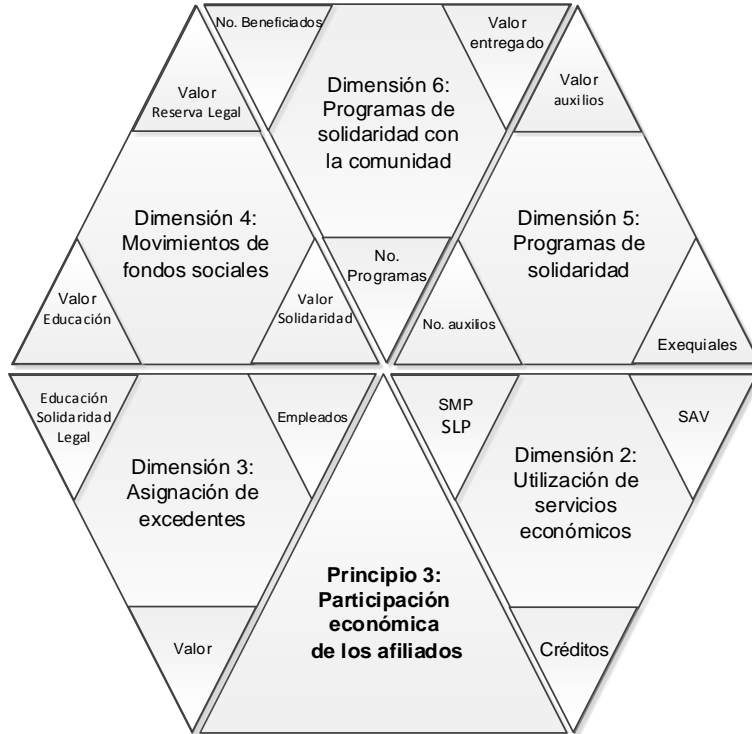 No. Beneficiados
Valor
entregado
Dimensión 6:
Programas de
solidaridad con
la comunidad
No.
Programas
Valor
Reserva Legal
Dimensión 4:
Movimientos de
fondos sociales
Valor
Educación
Valor
Solidaridad
Valor
auxilios
Dimensión 5:
Programas de
solidaridad
No. auxilios
Exequiales
Educación
Solidaridad
Legal
Empleados
Dimensión 3:
Asignación de
excedentes
Valor
Principio 3:
Participación
económica
de los afiliados
SMP
SLP
SAV
Dimensión 2:
Utilización de
servicios
económicos
Créditos